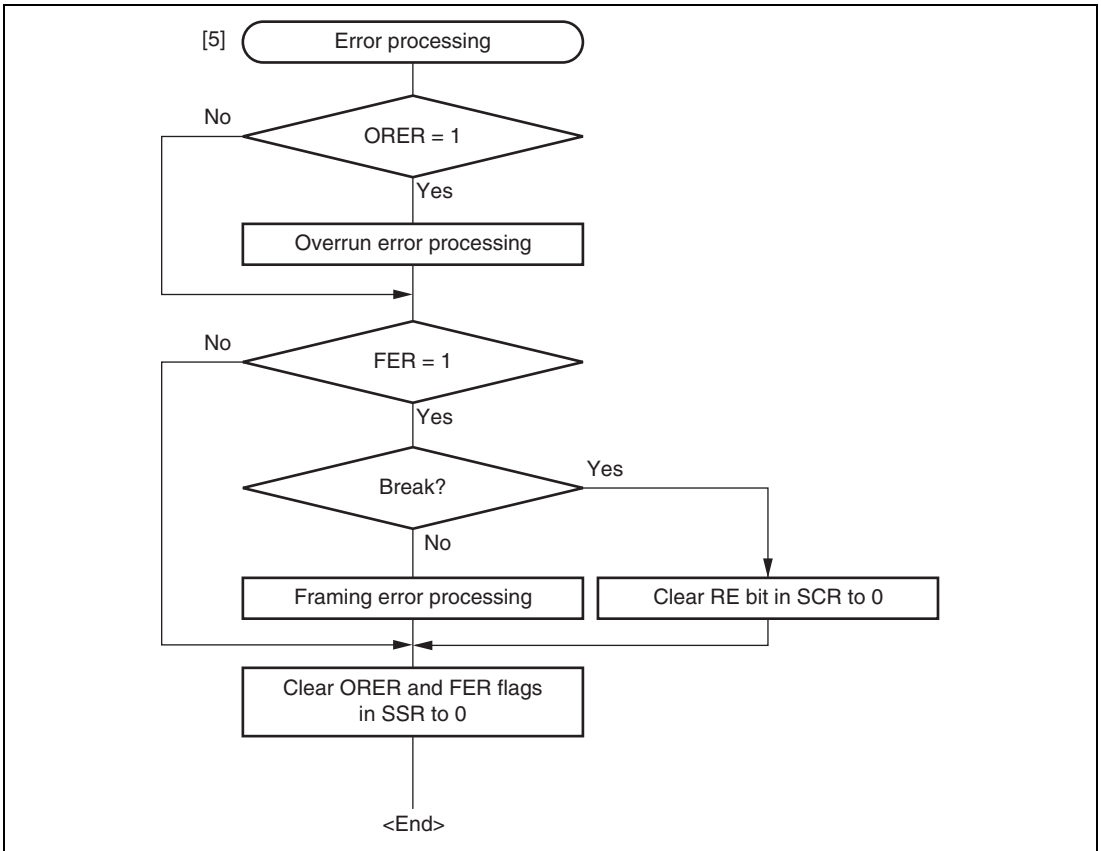 [5] Error processing
No
ORER = 1
Yes
Overrun error processing
No
FER = 1
Yes
Yes
Break?
No
Framing error processing
Clear RE bit in SCR to 0
Clear ORER and FER flags
in SSR to 0
<End>